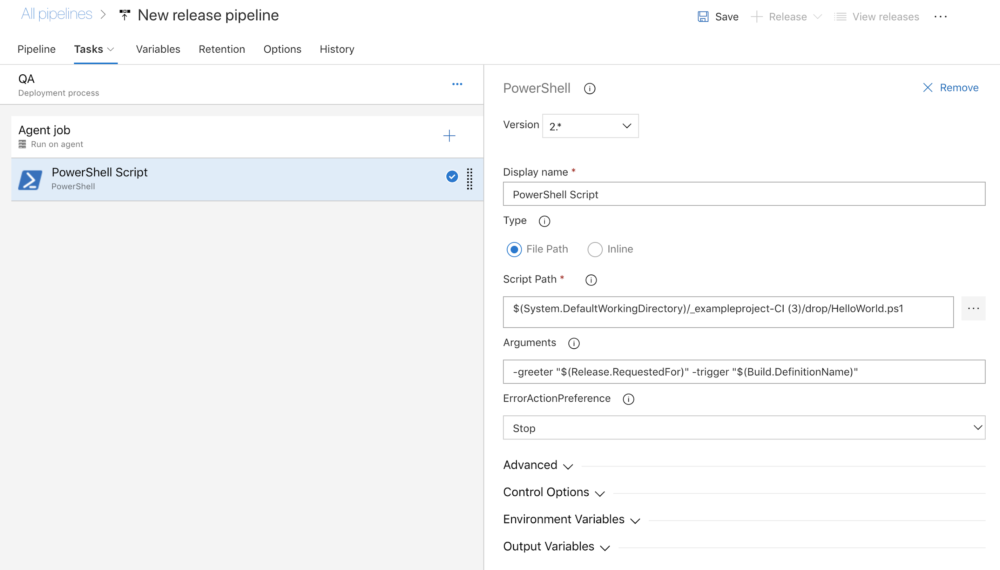 All pipelines > New release pipeline
Save Release View releases ...
Pipeline Tasks Variables Retention Options History
QA
Deployment process
Agent job
Run on agent
PowerShell Script
PowerShell
PowerShell
Remove
Version 2.*
Display name *
PowerShell Script
Type
File Path Inline
Script Path *
$(System.DefaultWorkingDirectory)/_exampleproject-CI (3)/drop/HelloWorld.ps1
...
Arguments
-greeter "$(Release.RequestedFor)" -trigger "$(Build.DefinitionName)"
ErrorActionPreference
Stop
Advanced
Control Options
Environment Variables
Output Variables